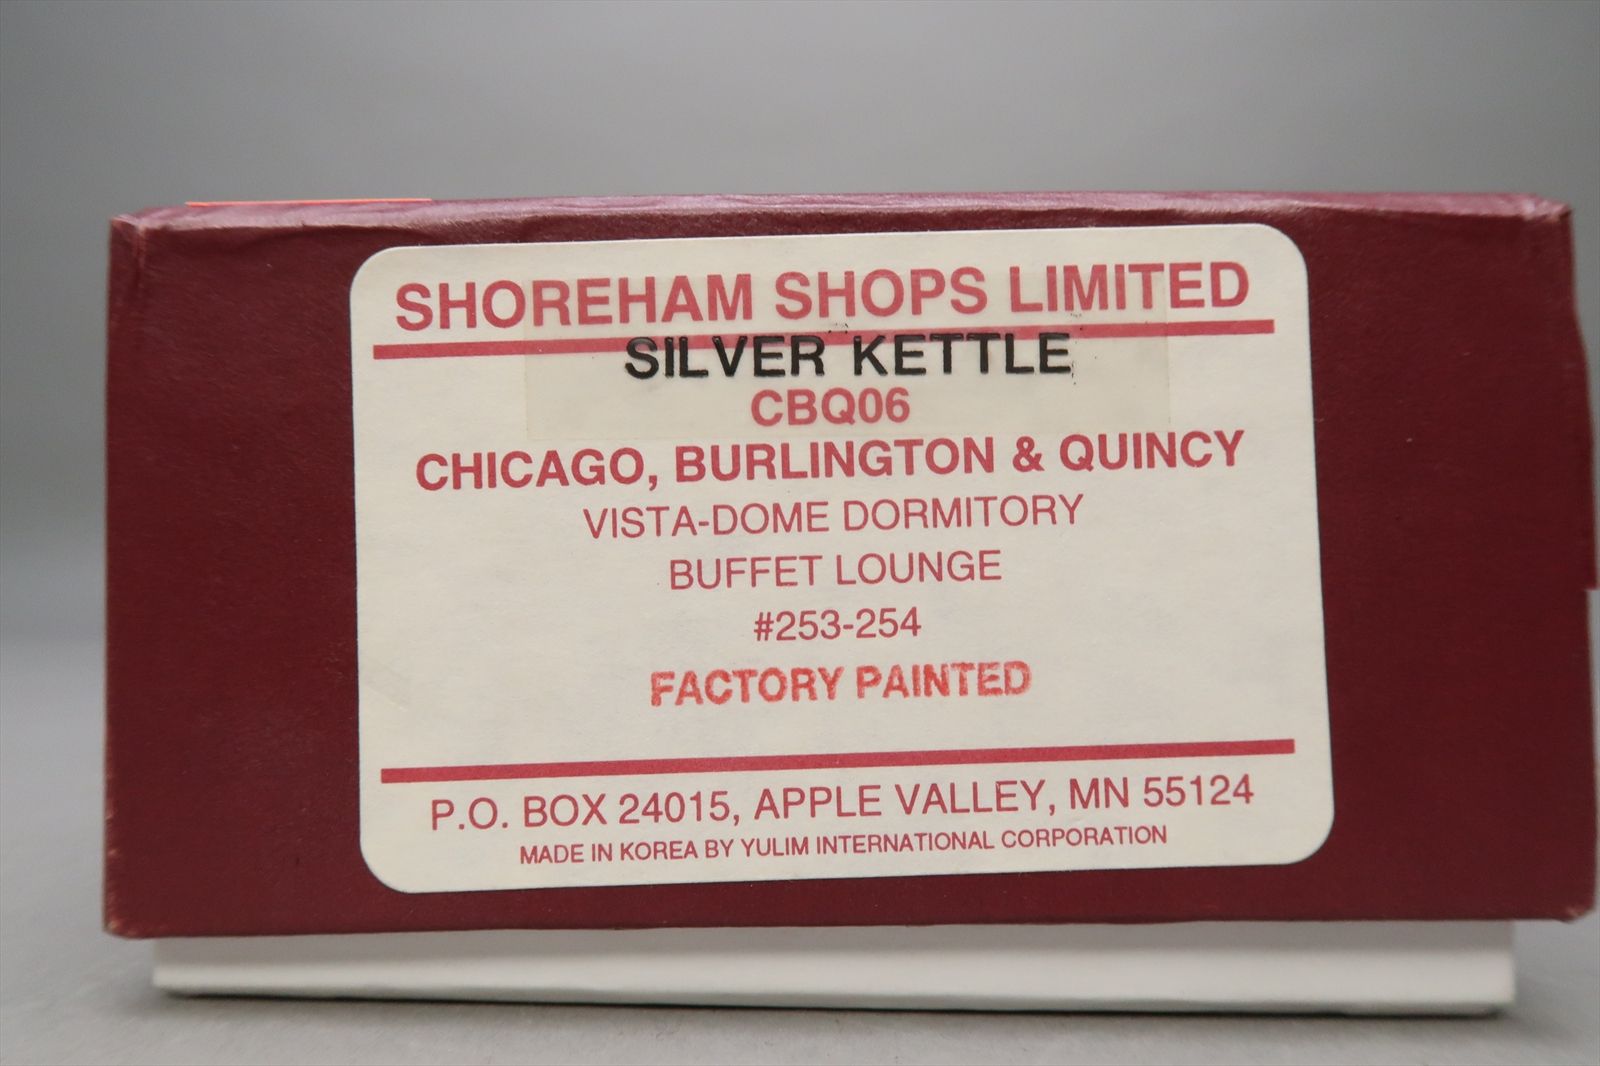 SHOREHAM SHOPS LIMITED
SILVER KETTLE
CBQ06
CHICAGO, BURLINGTON & QUINCY
VISTA-DOME DORMITORY
BUFFET LOUNGE
#253-254
FACTORY PAINTED
P.O. BOX 24015, APPLE VALLEY, MN 55124
MADE IN KOREA BY YULIM INTERNATIONAL CORPORATION